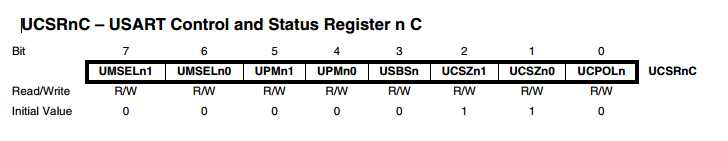 UCSRnC – USART Control and Status Register n C
Bit 7 6 5 4 3 2 1 0
UMSELn1 UMSELn0 UPMn1 UPMn0 USBSn UCSZn1 UCSZn0 UCPOLn UCSRnC
Read/Write R/W R/W R/W R/W R/W R/W R/W R/W
Initial Value 0 0 0 0 0 1 1 0